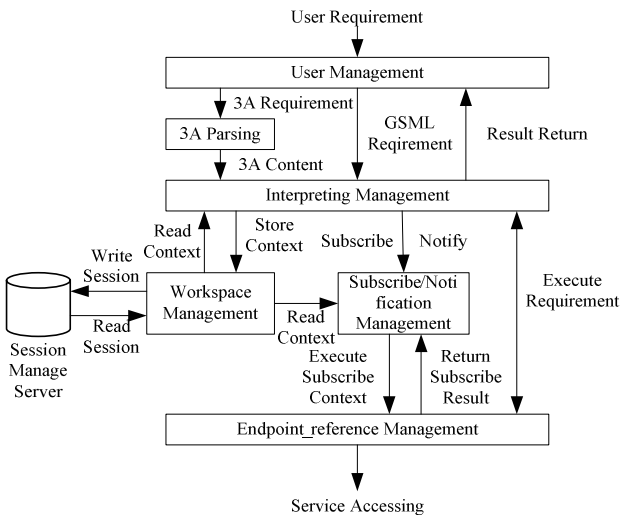 User Requirement
User Management
3A Requirement
3A Parsing
GSML
Reqirement
Result Return
3A Content
Interpreting Management
Read
Context
Store
Context
Subscribe
Notify
Write
Session
Workspace
Management
Subscribe/Noti
fication
Management
Execute
Requirement
Read
Session
Read
Context
Session
Manage
Server
Execute
Subscribe
Context
Return
Subscribe
Result
Endpoint_reference Management
Service Accessing